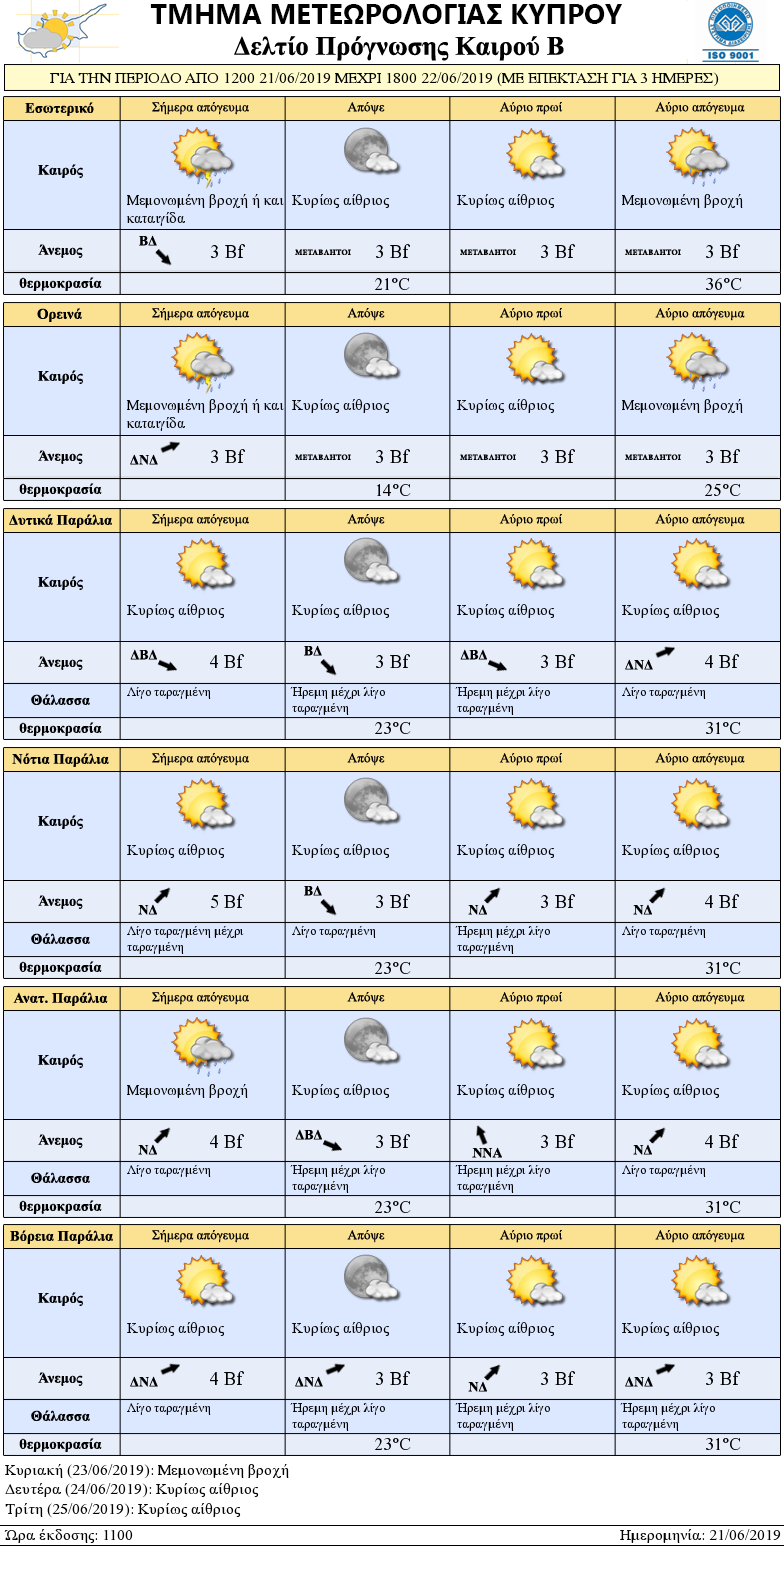 ΤΜΗΜΑ ΜΕΤΕΩΡΟΛΟΓΙΑΣ ΚΥΠΡΟΥ
Δελτίο Πρόγνωσης Καιρού Β
ISO 9001
ΓΙΑ ΤΗΝ ΠΕΡΙΟΔΟ ΑΠΟ 1200 21/06/2019 ΜΕΧΡΙ 1800 22/06/2019 (ΜΕ ΕΠΕΚΤΑΣΗ ΓΙΑ 3 ΗΜΕΡΕΣ)
Εσωτερικό Σήμερα απόγευμα Απόψε Αύριο πρωί Αύριο απόγευμα
Καιρός
Μεμονωμένη βροχή ή και Κυρίως αίθριος Κυρίως αίθριος Μεμονωμένη βροχή
καταιγίδα
Άνεμος ΒΔ 3 Bf ΜΕΤΑΒΛΗΤΟΙ 3 Bf ΜΕΤΑΒΛΗΤΟΙ 3 Bf ΜΕΤΑΒΛΗΤΟΙ 3 Bf
θερμοκρασία 21°C 36°C
Ορεινά Σήμερα απόγευμα Απόψε Αύριο πρωί Αύριο απόγευμα
Καιρός
Μεμονωμένη βροχή ή και Κυρίως αίθριος Κυρίως αίθριος Μεμονωμένη βροχή
καταιγίδα
Άνεμος ΔΝΔ 3 Bf ΜΕΤΑΒΛΗΤΟΙ 3 Bf ΜΕΤΑΒΛΗΤΟΙ 3 Bf ΜΕΤΑΒΛΗΤΟΙ 3 Bf
θερμοκρασία 14°C 25°C
Δυτικά Παράλια Σήμερα απόγευμα Απόψε Αύριο πρωί Αύριο απόγευμα
Καιρός
Κυρίως αίθριος Κυρίως αίθριος Κυρίως αίθριος Κυρίως αίθριος
Άνεμος ΔΒΔ 4 Bf ΒΔ 3 Bf ΔΒΔ 3 Bf ΔΝΔ 4 Bf
Θάλασσα Λίγο ταραγμένη Ήρεμη μέχρι λίγο Ήρεμη μέχρι λίγο Λίγο ταραγμένη
ταραγμένη ταραγμένη
θερμοκρασία 23°C 31°C
Νότια Παράλια Σήμερα απόγευμα Απόψε Αύριο πρωί Αύριο απόγευμα
Καιρός
Κυρίως αίθριος Κυρίως αίθριος Κυρίως αίθριος Κυρίως αίθριος
Άνεμος ΝΔ 5 Bf ΒΔ 3 Bf ΝΔ 3 Bf ΝΔ 4 Bf
Θάλασσα Λίγο ταραγμένη μέχρι Λίγο ταραγμένη Ήρεμη μέχρι λίγο Λίγο ταραγμένη
ταραγμένη ταραγμένη
θερμοκρασία 23°C 31°C
Ανατ. Παράλια Σήμερα απόγευμα Απόψε Αύριο πρωί Αύριο απόγευμα
Καιρός
Μεμονωμένη βροχή Κυρίως αίθριος Κυρίως αίθριος Κυρίως αίθριος
Άνεμος ΝΔ 4 Bf ΔΒΔ 3 Bf ΝΝΑ 3 Bf ΝΔ 4 Bf
Θάλασσα Λίγο ταραγμένη Ήρεμη μέχρι λίγο Ήρεμη μέχρι λίγο Λίγο ταραγμένη
ταραγμένη ταραγμένη
θερμοκρασία 23°C 31°C
Βόρεια Παράλια Σήμερα απόγευμα Απόψε Αύριο πρωί Αύριο απόγευμα
Καιρός
Κυρίως αίθριος Κυρίως αίθριος Κυρίως αίθριος Κυρίως αίθριος
Άνεμος ΔΝΔ 4 Bf ΔΝΔ 3 Bf ΝΔ 3 Bf ΔΝΔ 3 Bf
Θάλασσα Λίγο ταραγμένη Ήρεμη μέχρι λίγο Ήρεμη μέχρι λίγο Ήρεμη μέχρι λίγο
ταραγμένη ταραγμένη ταραγμένη
θερμοκρασία 23°C 31°C
Κυριακή (23/06/2019): Μεμονωμένη βροχή
Δευτέρα (24/06/2019): Κυρίως αίθριος
Τρίτη (25/06/2019): Κυρίως αίθριος
Ώρα έκδοσης: 1100 Ημερομηνία: 21/06/2019